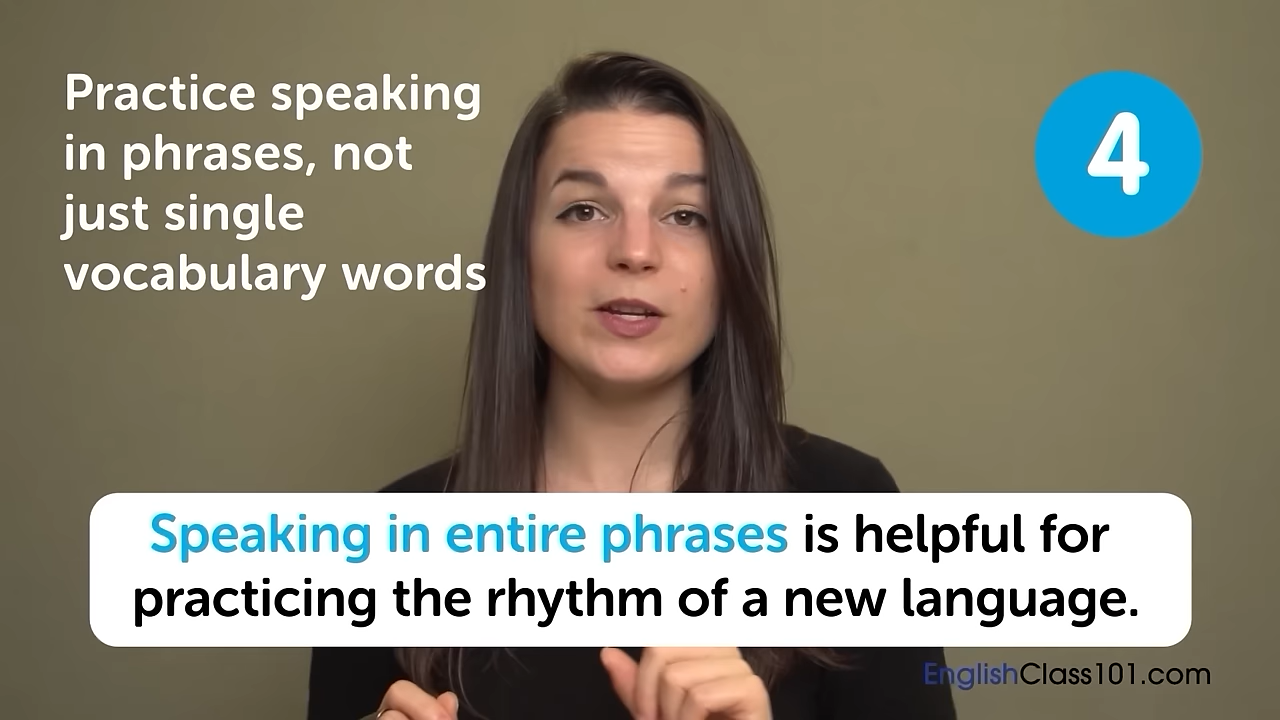 Practice speaking
in phrases, not
just single
vocabulary words
4
Speaking in entire phrases is helpful for
practicing the rhythm of a new language.
EnglishClass101.com